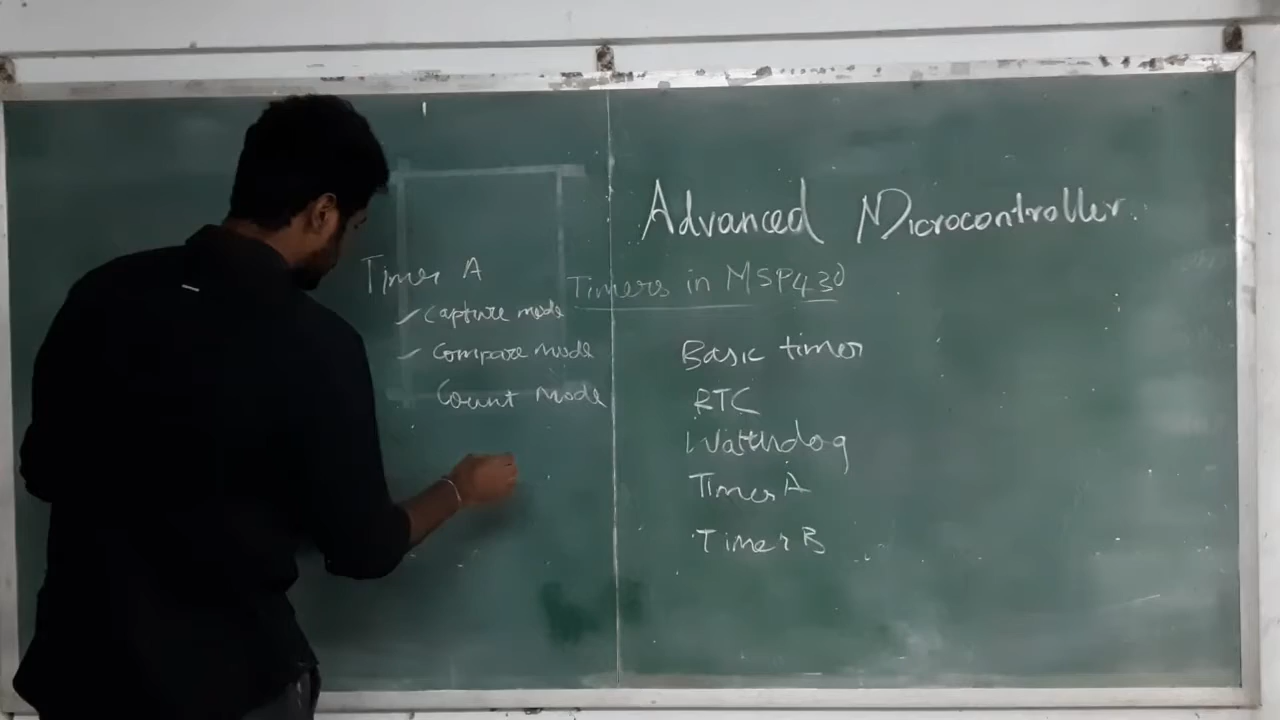 Advanced Microcontroller
Timers in MSP430
Basic timer
RTC
Watchdog
Timer A
Timer B
Timer A
Capture mode
Compare mode
Count Mode